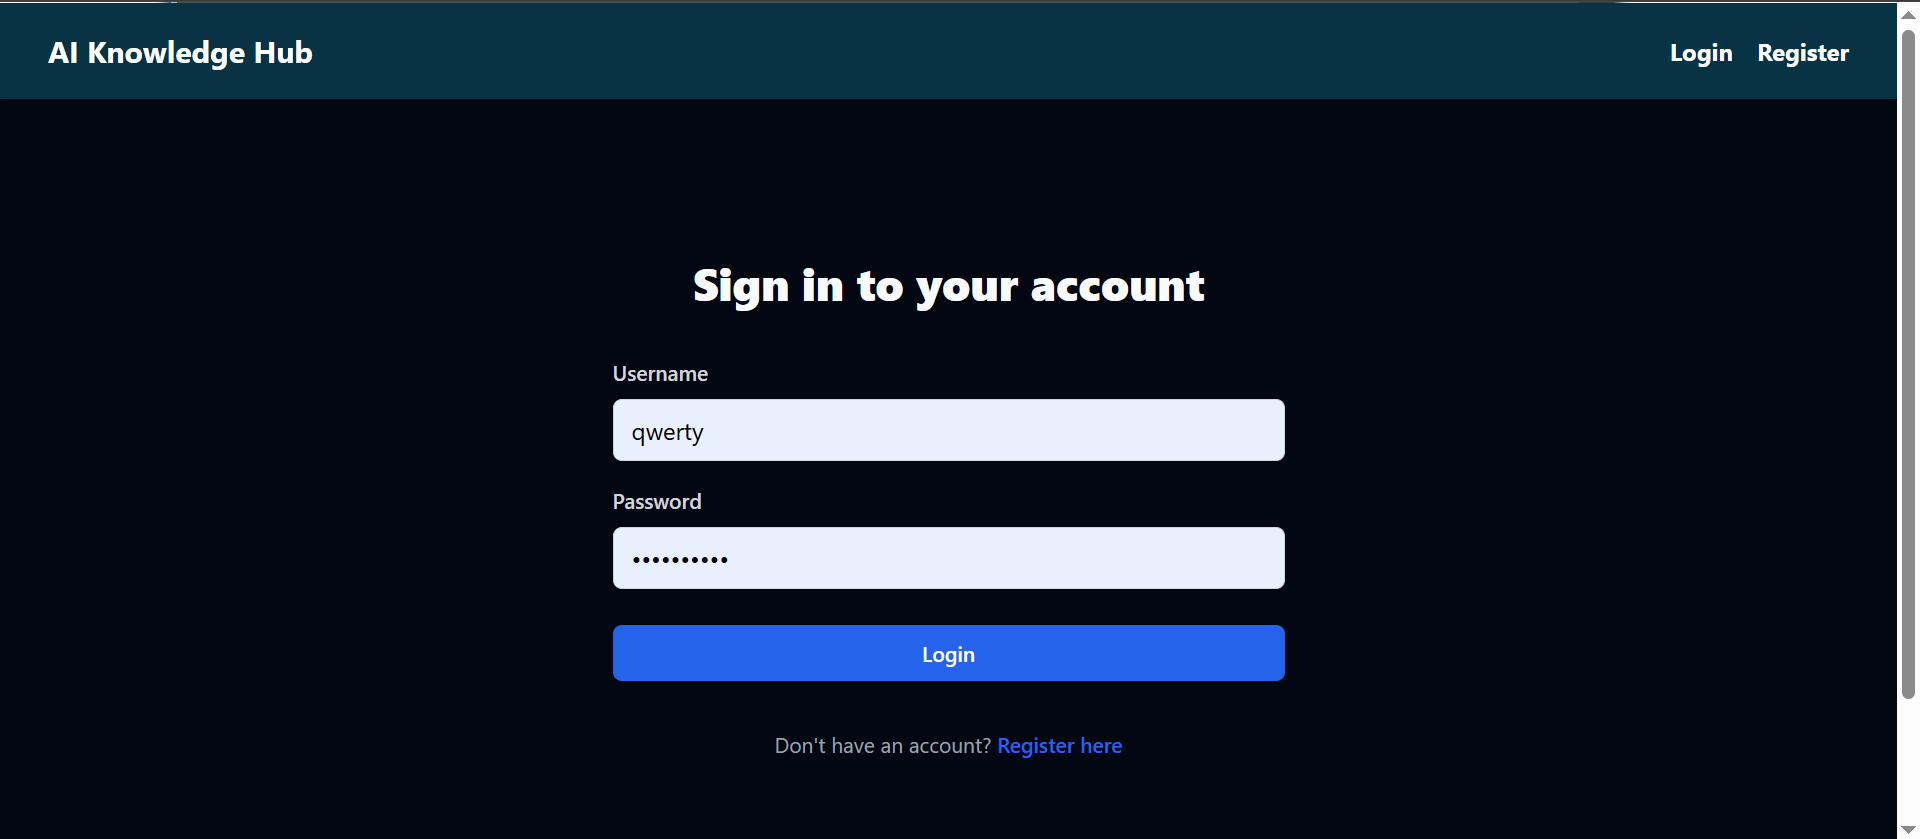 AI Knowledge Hub
Login Register
Sign in to your account
Username
qwerty
Password
••••••••••
Login
Don't have an account? Register here